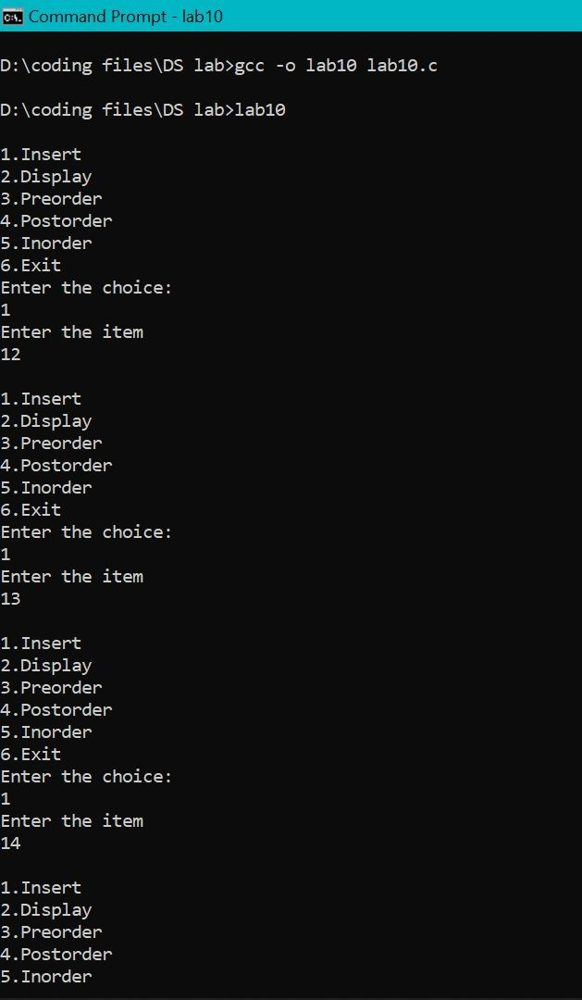 Command Prompt - lab10
D:\coding files\DS lab>gcc -o lab10 lab10.c
D:\coding files\DS lab>lab10
1.Insert
2.Display
3.Preorder
4.Postorder
5.Inorder
6.Exit
Enter the choice:
1
Enter the item
12
1.Insert
2.Display
3.Preorder
4.Postorder
5.Inorder
6.Exit
Enter the choice:
1
Enter the item
13
1.Insert
2.Display
3.Preorder
4.Postorder
5.Inorder
6.Exit
Enter the choice:
1
Enter the item
14
1.Insert
2.Display
3.Preorder
4.Postorder
5.Inorder